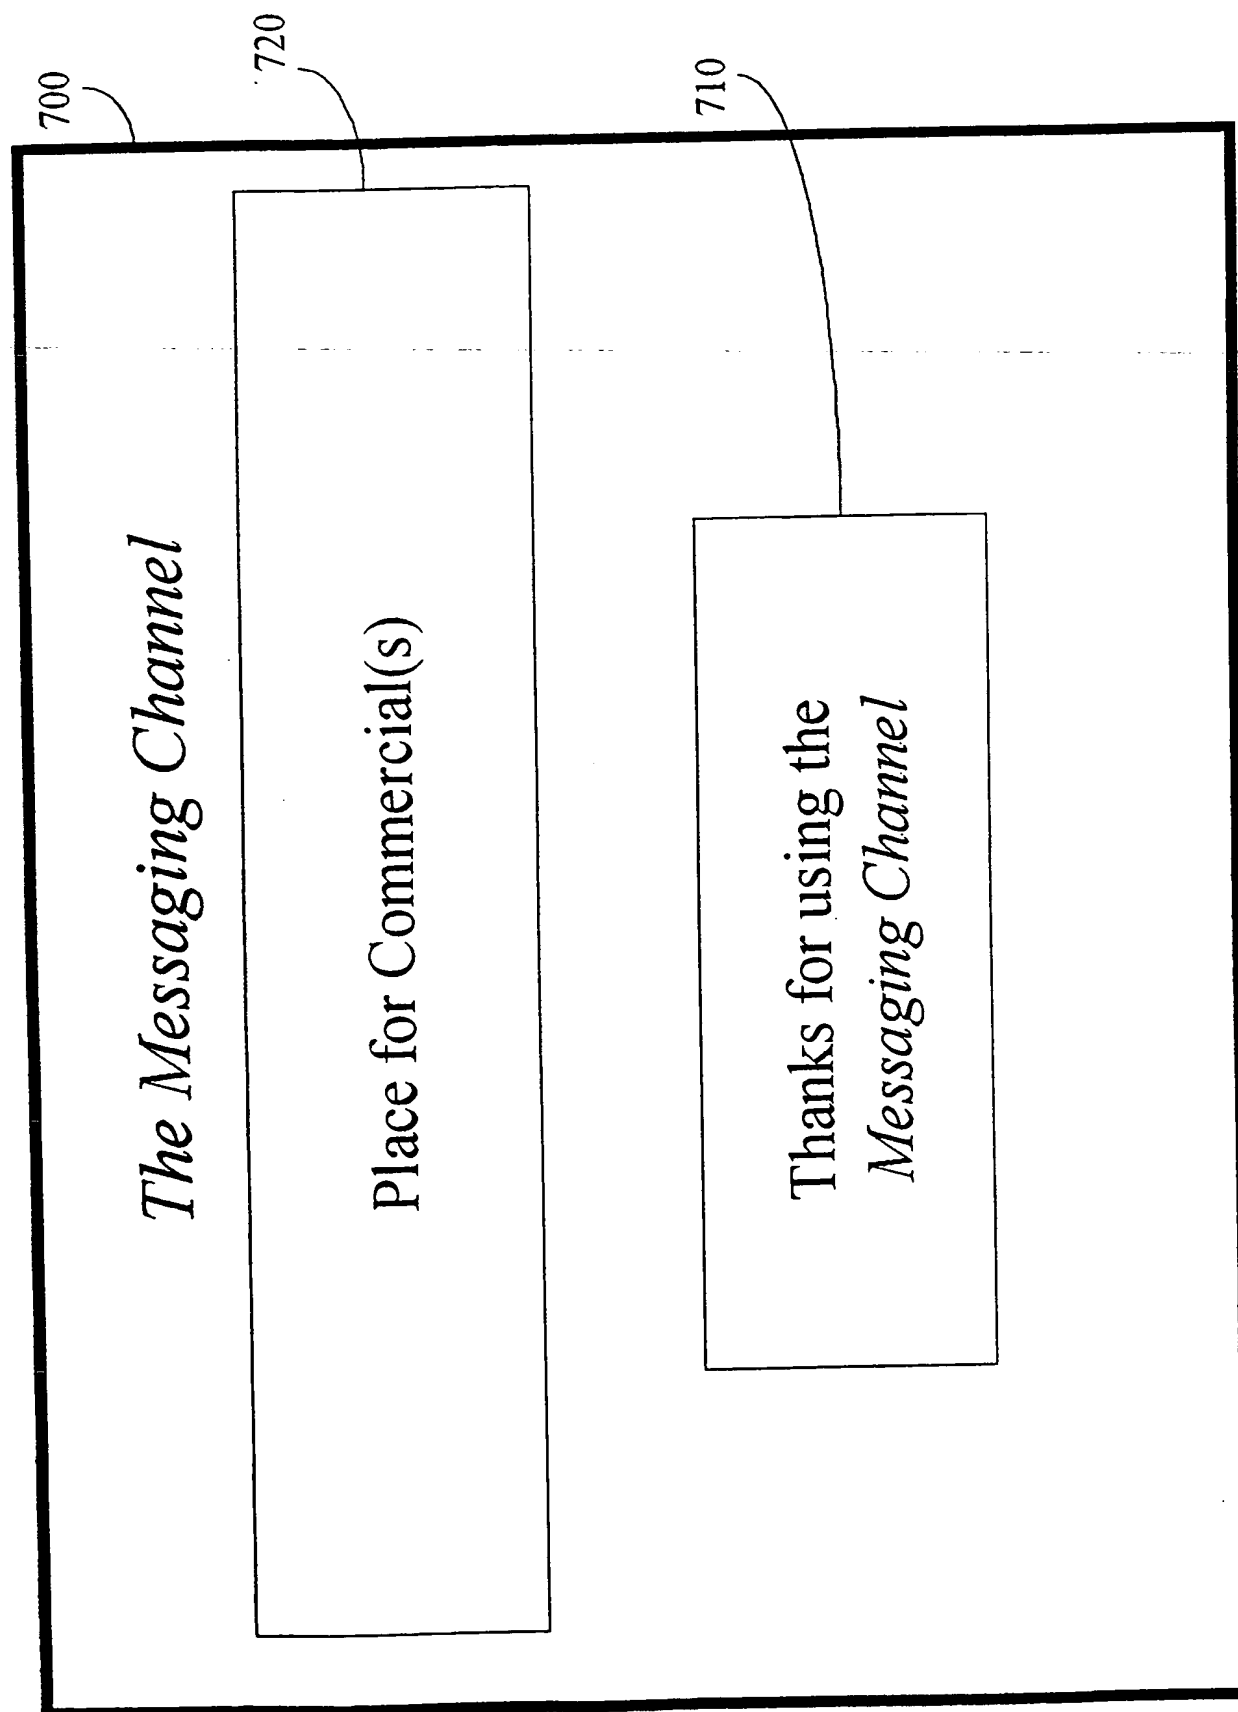 700
The Messaging Channel
720
Place for Commercial(s)
710
Thanks for using the
Messaging Channel